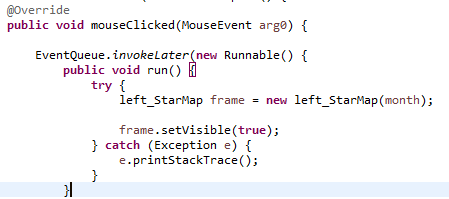 @Override
public void mouseClicked(MouseEvent arg0) {
EventQueue.invokeLater(new Runnable() {
public void run() {
try {
left_StarMap frame = new left_StarMap(month);
frame.setVisible(true);
} catch (Exception e) {
e.printStackTrace();
}
}